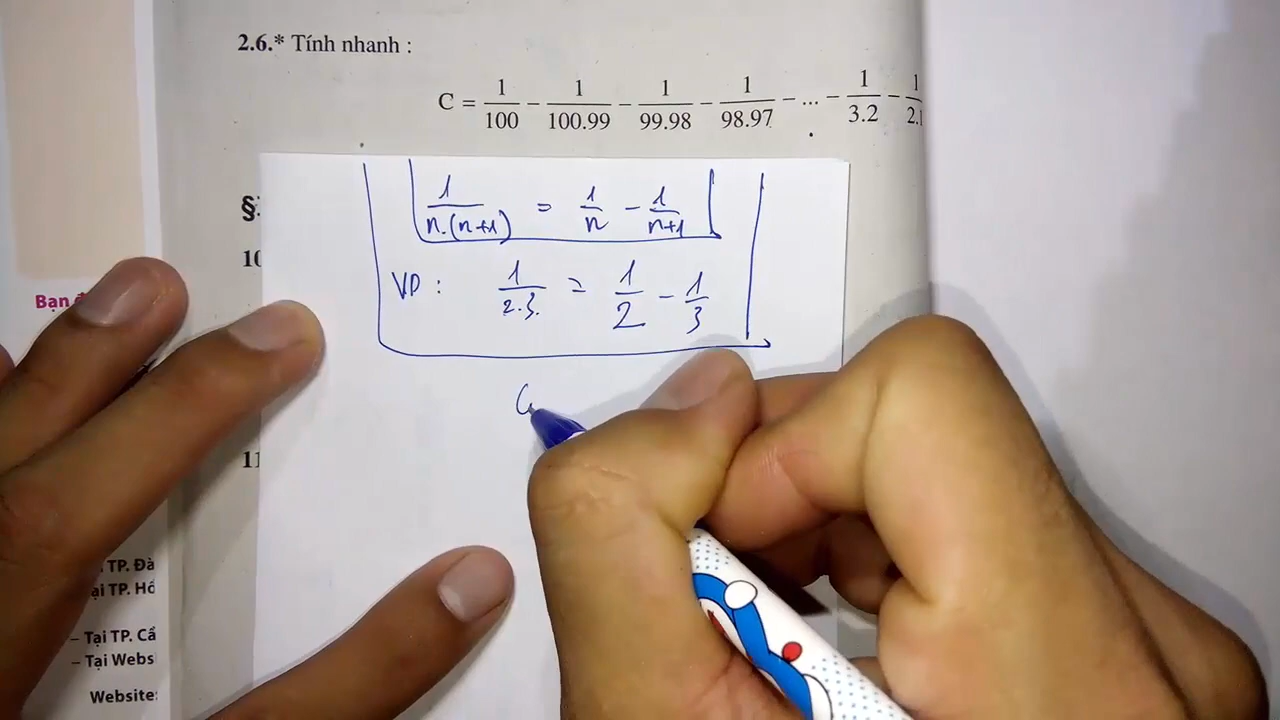 2.6.* Tính nhanh :
C = 1/100 - 1/100.99 - 1/99.98 - 1/98.97 - ... - 1/3.2 - 1/2.1
1/n.(n+1) = 1/n - 1/n+1
VD : 1/2.3. = 1/2 - 1/3
C
§
10
11
Bạn đ
TP. Đà
ại TP. Hồ
– Tại TP. Cầ
– Tại Webs
Website: